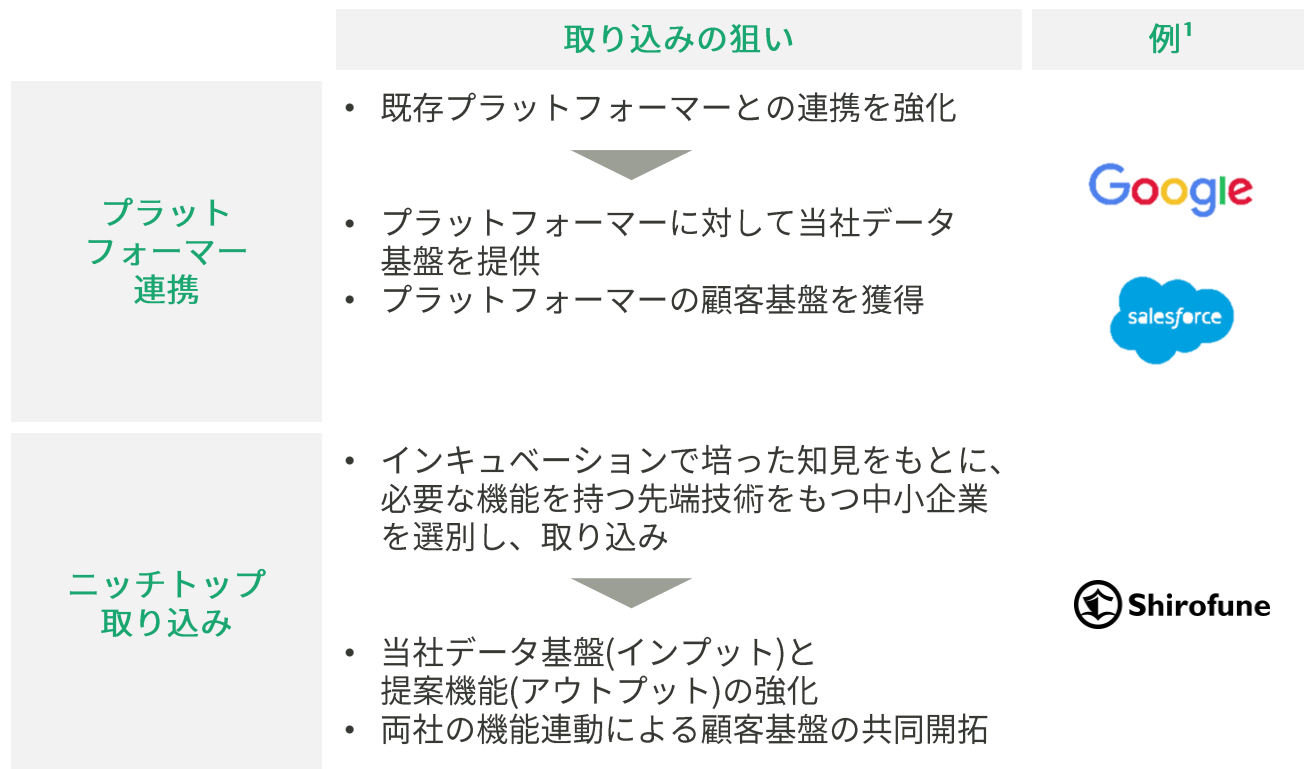 取り込みの狙い
例¹
プラット
フォーマー
連携
• 既存プラットフォーマーとの連携を強化
• プラットフォーマーに対して当社データ
基盤を提供
• プラットフォーマーの顧客基盤を獲得
Google
salesforce
ニッチトップ
取り込み
• インキュベーションで培った知見をもとに、
必要な機能を持つ先端技術をもつ中小企業
を選別し、取り込み
• 当社データ基盤(インプット)と
提案機能(アウトプット)の強化
• 両社の機能連動による顧客基盤の共同開拓
Shirofune